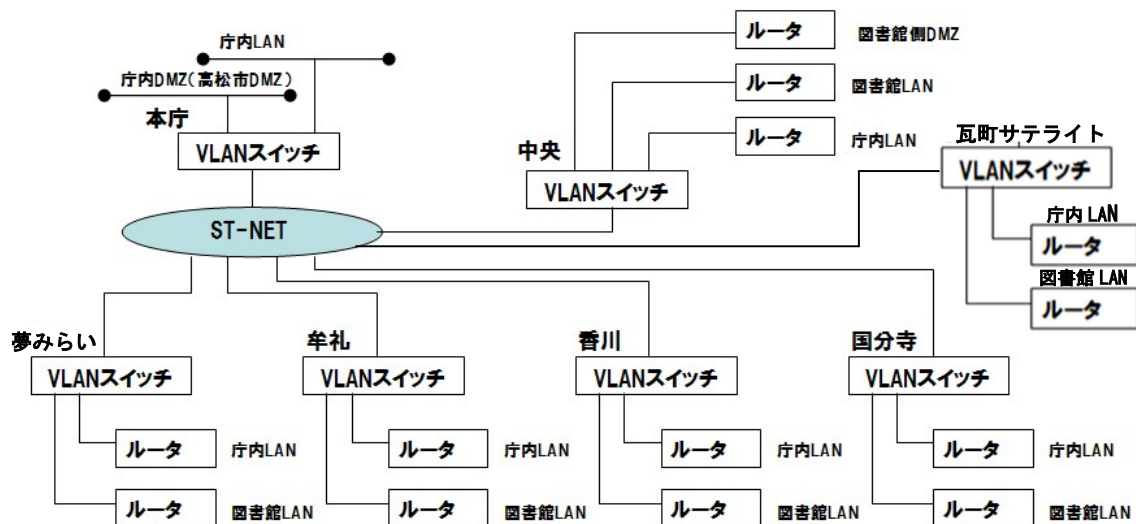 庁内LAN
庁内DMZ(高松市DMZ)
本庁
VLANスイッチ
ST-NET
中央
VLANスイッチ
ルータ 図書館側DMZ
ルータ 図書館LAN
ルータ 庁内LAN
瓦町サテライト
VLANスイッチ
庁内 LAN
ルータ
図書館 LAN
ルータ
夢みらい
VLANスイッチ
ルータ 庁内LAN
ルータ 図書館LAN
牟礼
VLANスイッチ
ルータ 庁内LAN
ルータ 図書館LAN
香川
VLANスイッチ
ルータ 庁内LAN
ルータ 図書館LAN
国分寺
VLANスイッチ
ルータ 庁内LAN
ルータ 図書館LAN